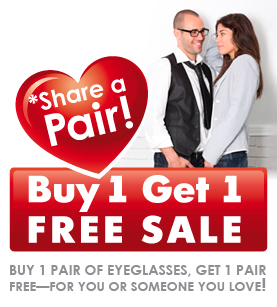 *Share a
Pair!
Buy 1 Get 1
FREE SALE
BUY 1 PAIR OF EYEGLASSES, GET 1 PAIR
FREE—FOR YOU OR SOMEONE YOU LOVE!